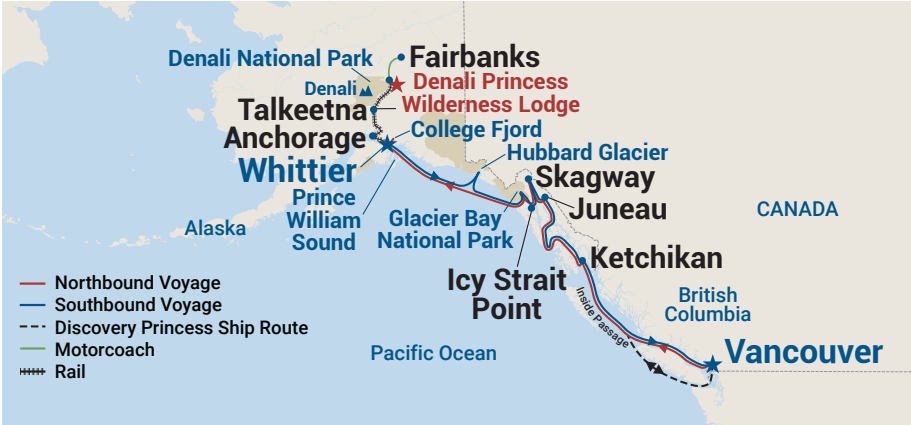 Fairbanks
Denali National Park
Denali Princess
Wilderness Lodge
Denali
Talkeetna
Anchorage
College Fjord
Whittier
Hubbard Glacier
Skagway
Prince
William
Sound
Juneau
Glacier Bay
National Park
Alaska
CANADA
Ketchikan
Icy Strait
Point
Northbound Voyage
Southbound Voyage
Discovery Princess Ship Route
Motorcoach
Rail
Inside Passage
British
Columbia
Pacific Ocean
Vancouver